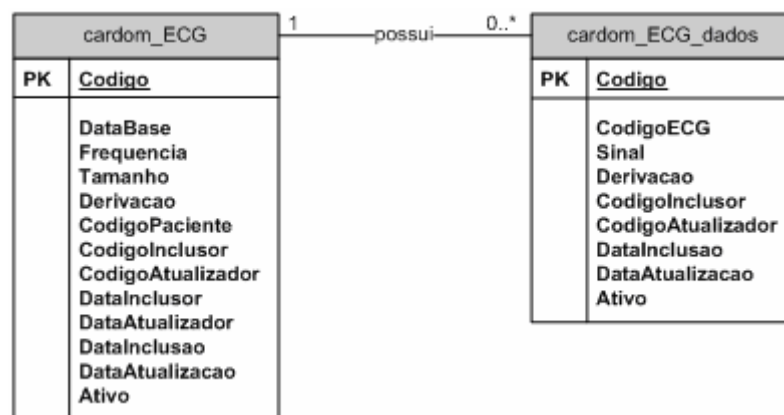 cardom_ECG
1
possui
0..*
cardom_ECG_dados
PK
Codigo
DataBase
Frequencia
Tamanho
Derivacao
CodigoPaciente
CodigoInclusor
CodigoAtualizador
DataInclusor
DataAtualizador
DataInclusao
DataAtualizacao
Ativo
PK
Codigo
CodigoECG
Sinal
Derivacao
CodigoInclusor
CodigoAtualizador
DataInclusao
DataAtualizacao
Ativo